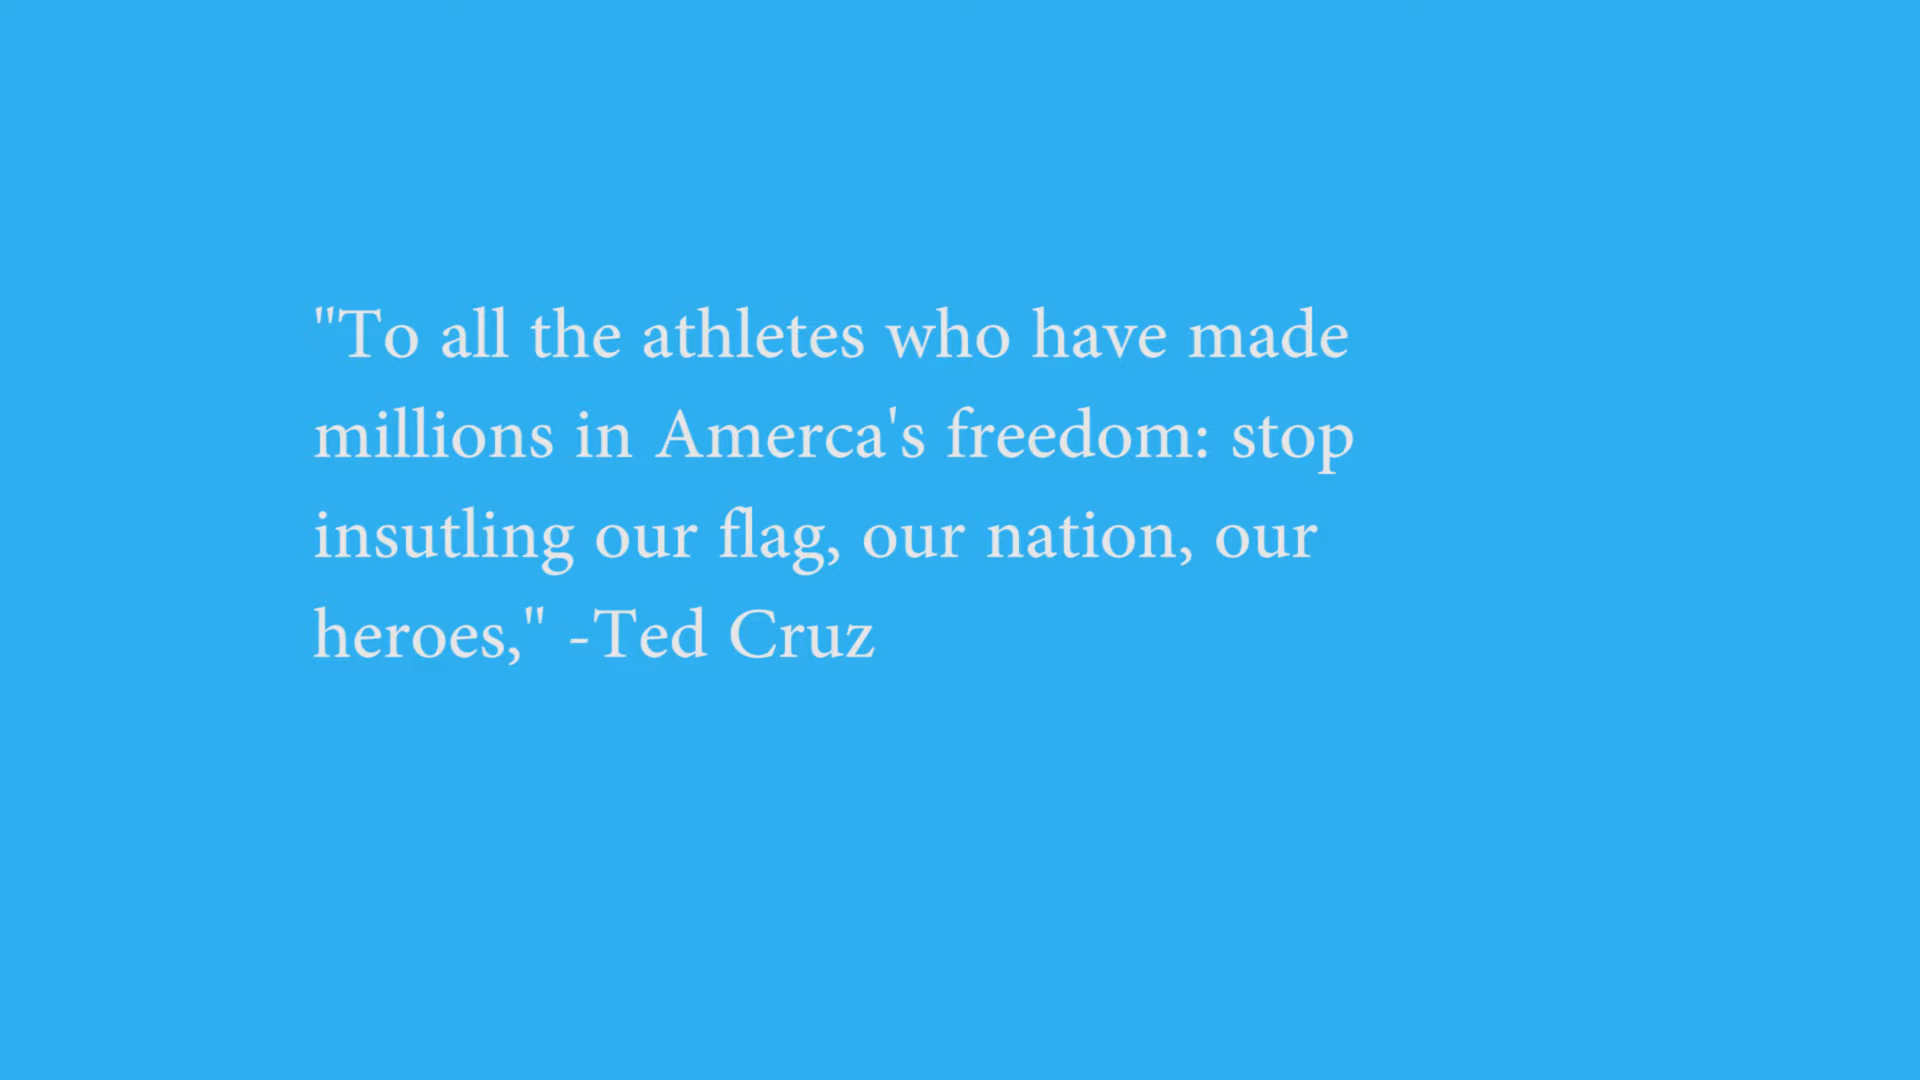 "To all the athletes who have made
millions in Amerca's freedom: stop
insutling our flag, our nation, our
heroes," -Ted Cruz